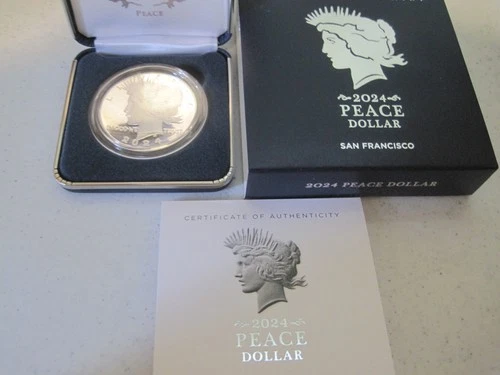 PEACE
2024
PEACE
DOLLAR
SAN FRANCISCO
2024 PEACE DOLLAR
CERTIFICATE OF AUTHENTICITY
2024
PEACE
DOLLAR